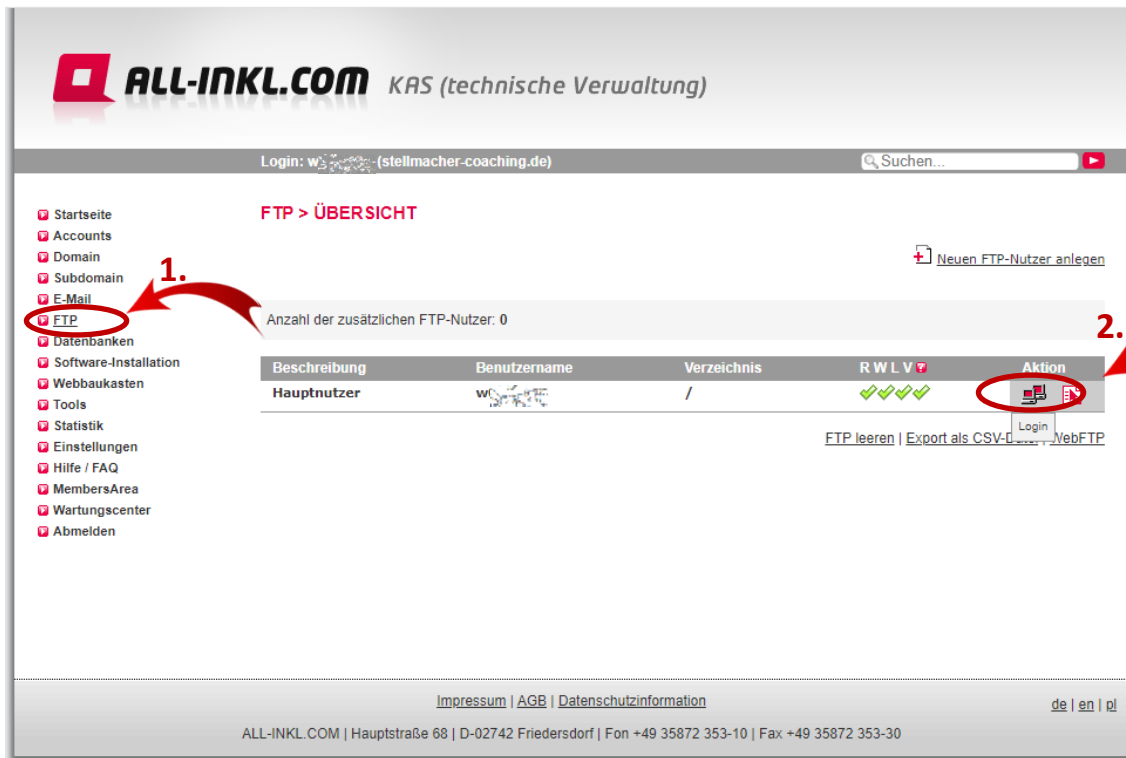 ALL-INKL.COM KAS (technische Verwaltung)
Login: w (stellmacher-coaching.de)
Suchen...
Startseite
Accounts
Domain
Subdomain
E-Mail
FTP
Datenbanken
Software-Installation
Webbaukasten
Tools
Statistik
Einstellungen
Hilfe / FAQ
MembersArea
Wartungscenter
Abmelden
1.
FTP > ÜBERSICHT
Neuen FTP-Nutzer anlegen
Anzahl der zusätzlichen FTP-Nutzer: 0
2.
Beschreibung Benutzername Verzeichnis R W L V ? Aktion
Hauptnutzer w /
Login
FTP leeren | Export als CSV- | WebFTP
Impressum | AGB | Datenschutzinformation
de | en | pl
ALL-INKL.COM | Hauptstraße 68 | D-02742 Friedersdorf | Fon +49 35872 353-10 | Fax +49 35872 353-30